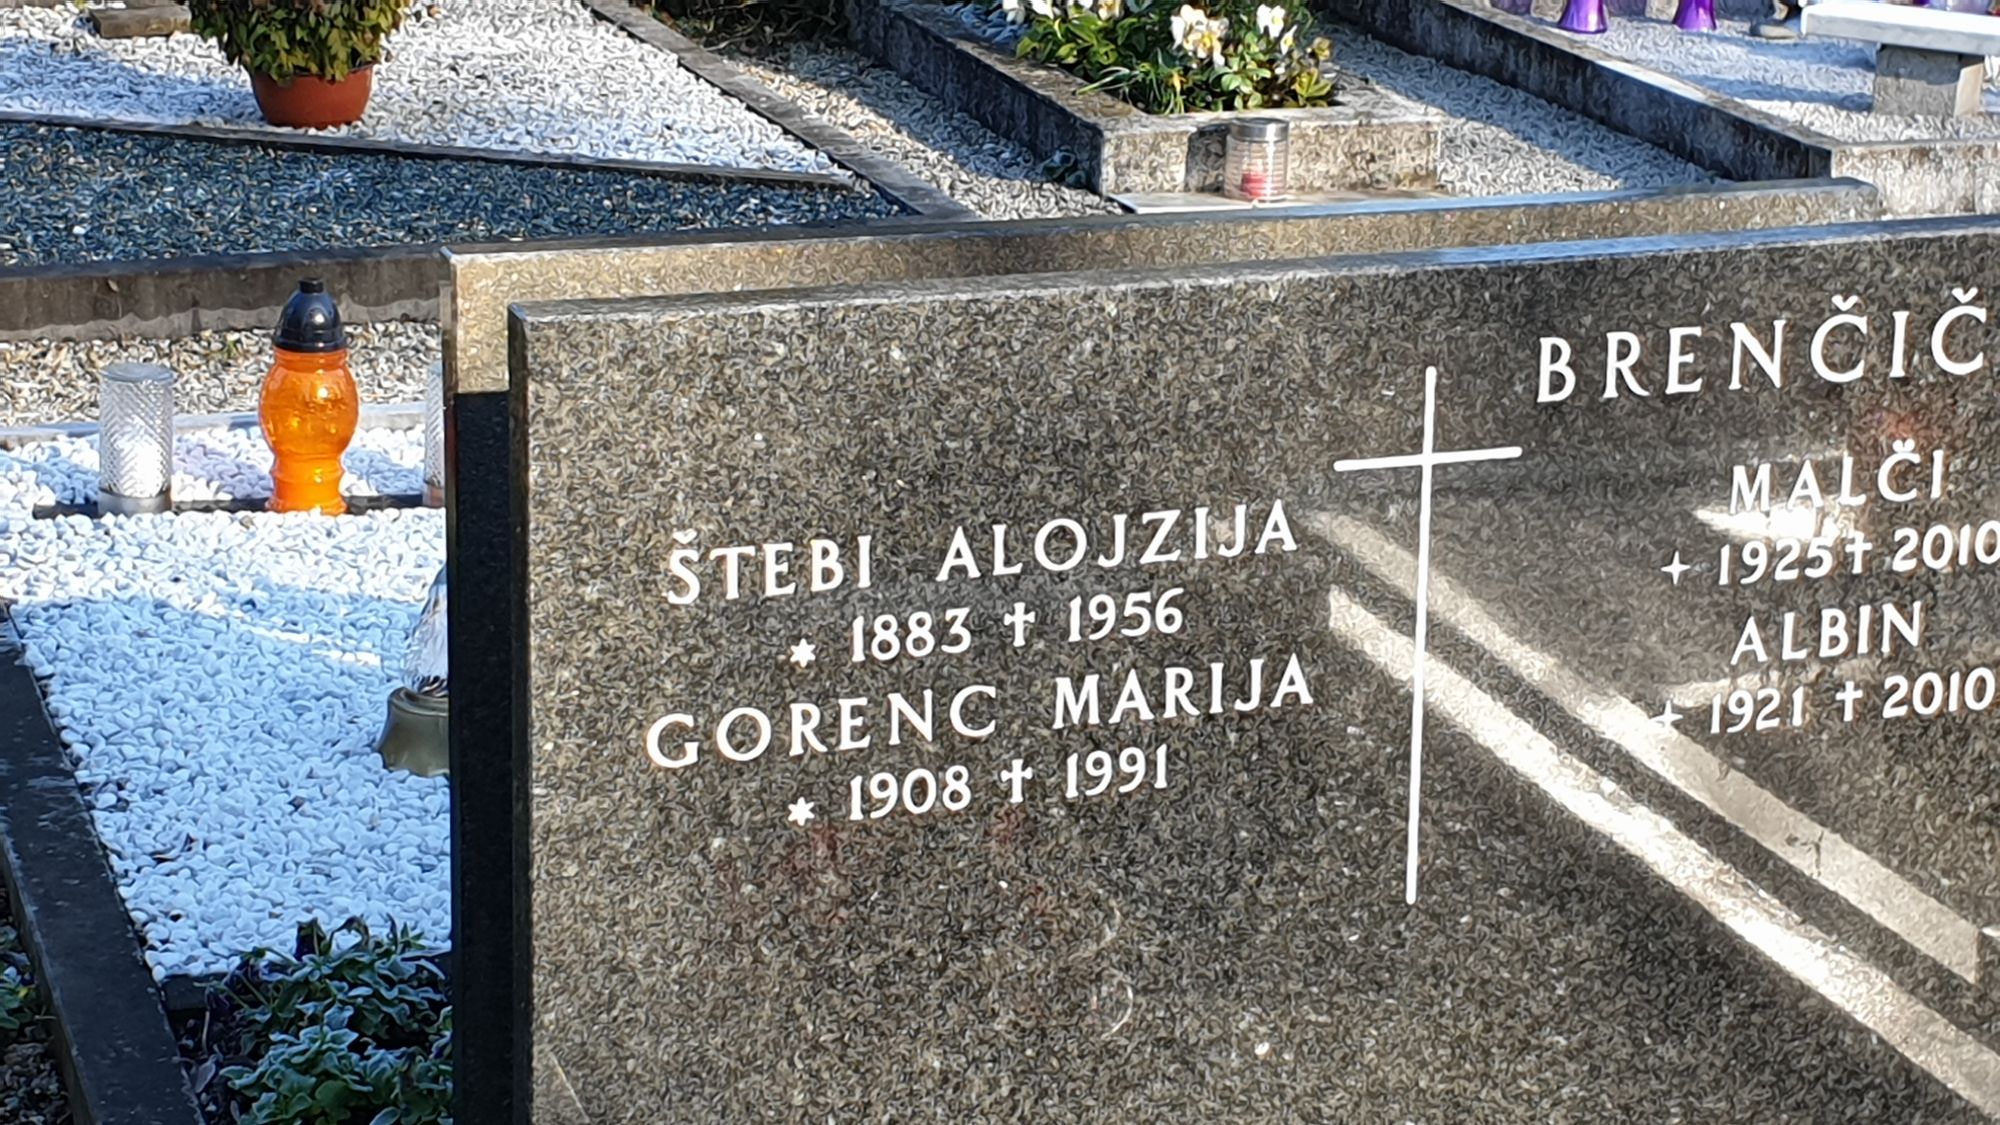 ŠTEBI ALOJZIJA
* 1883 † 1956
GORENC MARIJA
* 1908 † 1991
BRENČIČ
MALČI
+ 1925 † 2010
ALBIN
+ 1921 † 2010